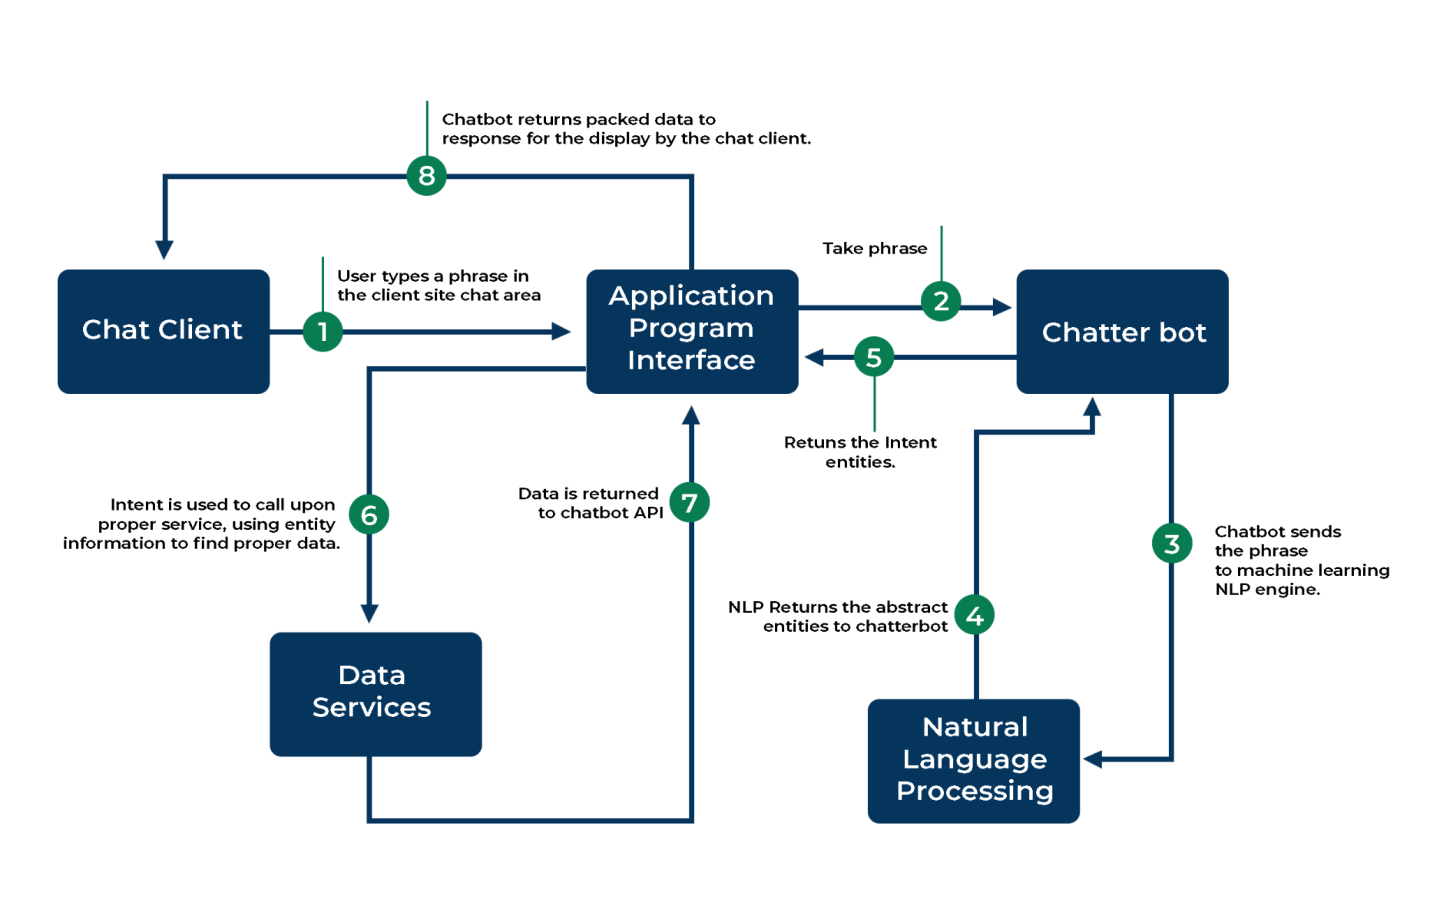 Chatbot returns packed data to
response for the display by the chat client.
8
User types a phrase in
the client site chat area
1
Chat Client
Application
Program
Interface
Take phrase
2
Chatter bot
5
Retuns the Intent
entities.
Intent is used to call upon
proper service, using entity
information to find proper data.
6
Data is returned
to chatbot API
7
3
Chatbot sends
the phrase
to machine learning
NLP engine.
NLP Returns the abstract
entities to chatterbot
4
Data
Services
Natural
Language
Processing